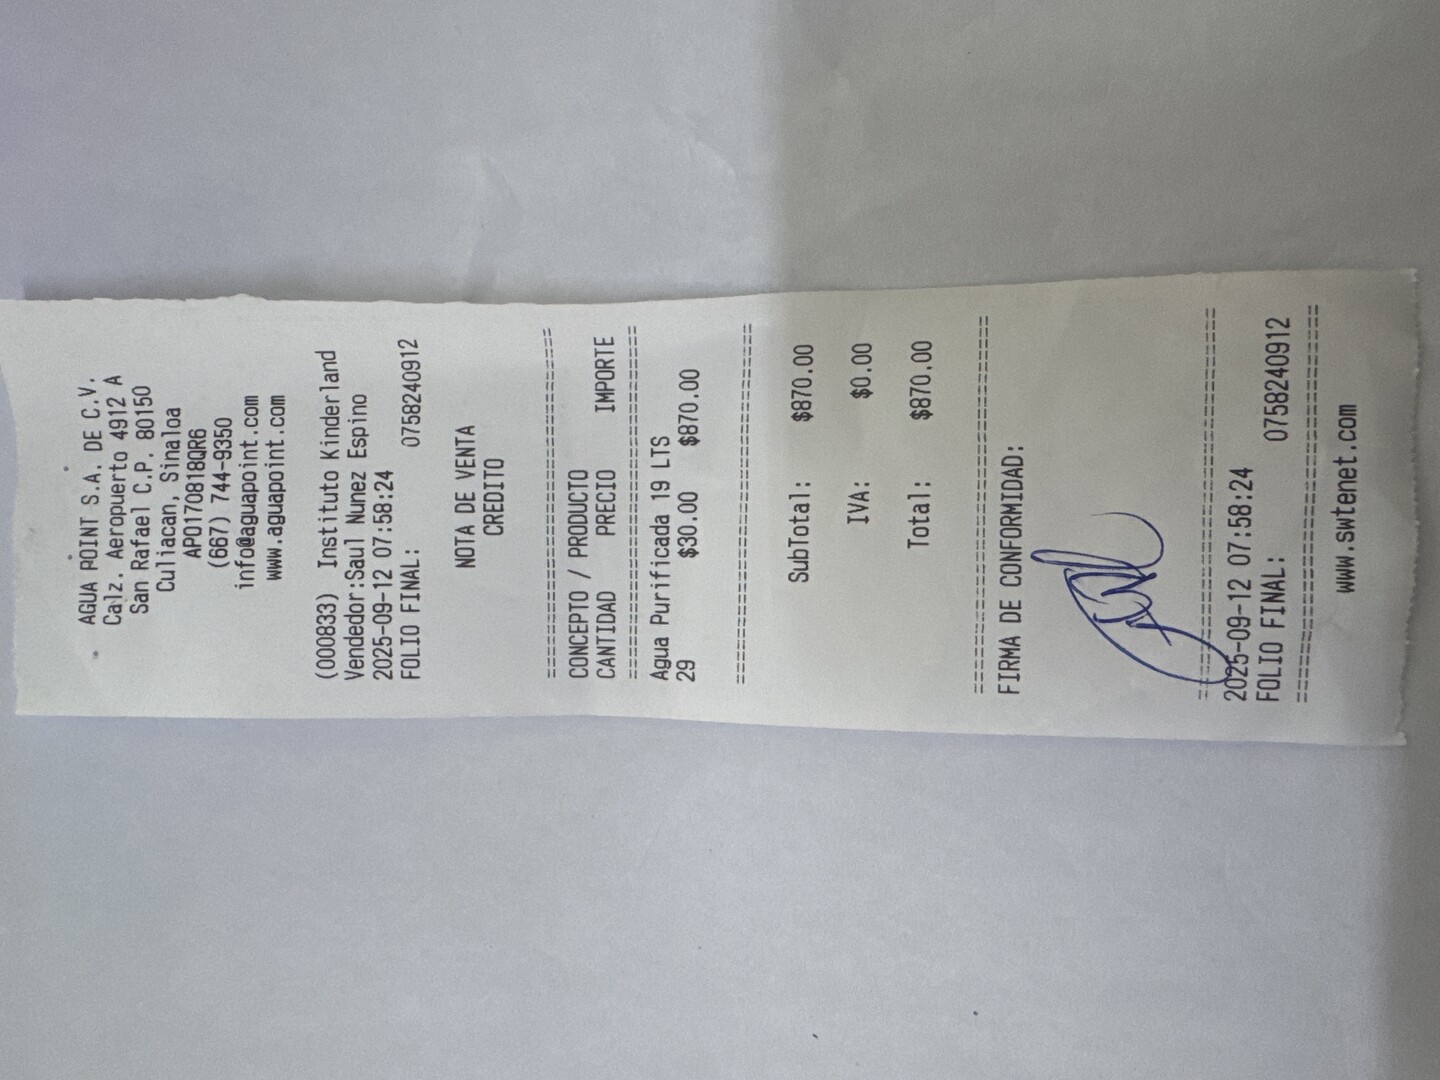 AGUA POINT S.A. DE C.V.
Calz. Aeropuerto 4912 A
San Rafael C.P. 80150
Culiacan, Sinaloa
APO170818QR6
(667) 744-9350
info@aguapoint.com
www.aguapoint.com
(000833) Instituto Kinderland
Vendedor:Saul Nunez Espino
2025-09-12 07:58:24
FOLIO FINAL: 0758240912
NOTA DE VENTA
CREDITO
================================
CONCEPTO / PRODUCTO
CANTIDAD PRECIO IMPORTE
================================
Agua Purificada 19 LTS
29 $30.00 $870.00
================================
SubTotal: $870.00
IVA: $0.00
Total: $870.00
================================
FIRMA DE CONFORMIDAD:
================================
2025-09-12 07:58:24
FOLIO FINAL: 0758240912
================================
www.swtenet.com